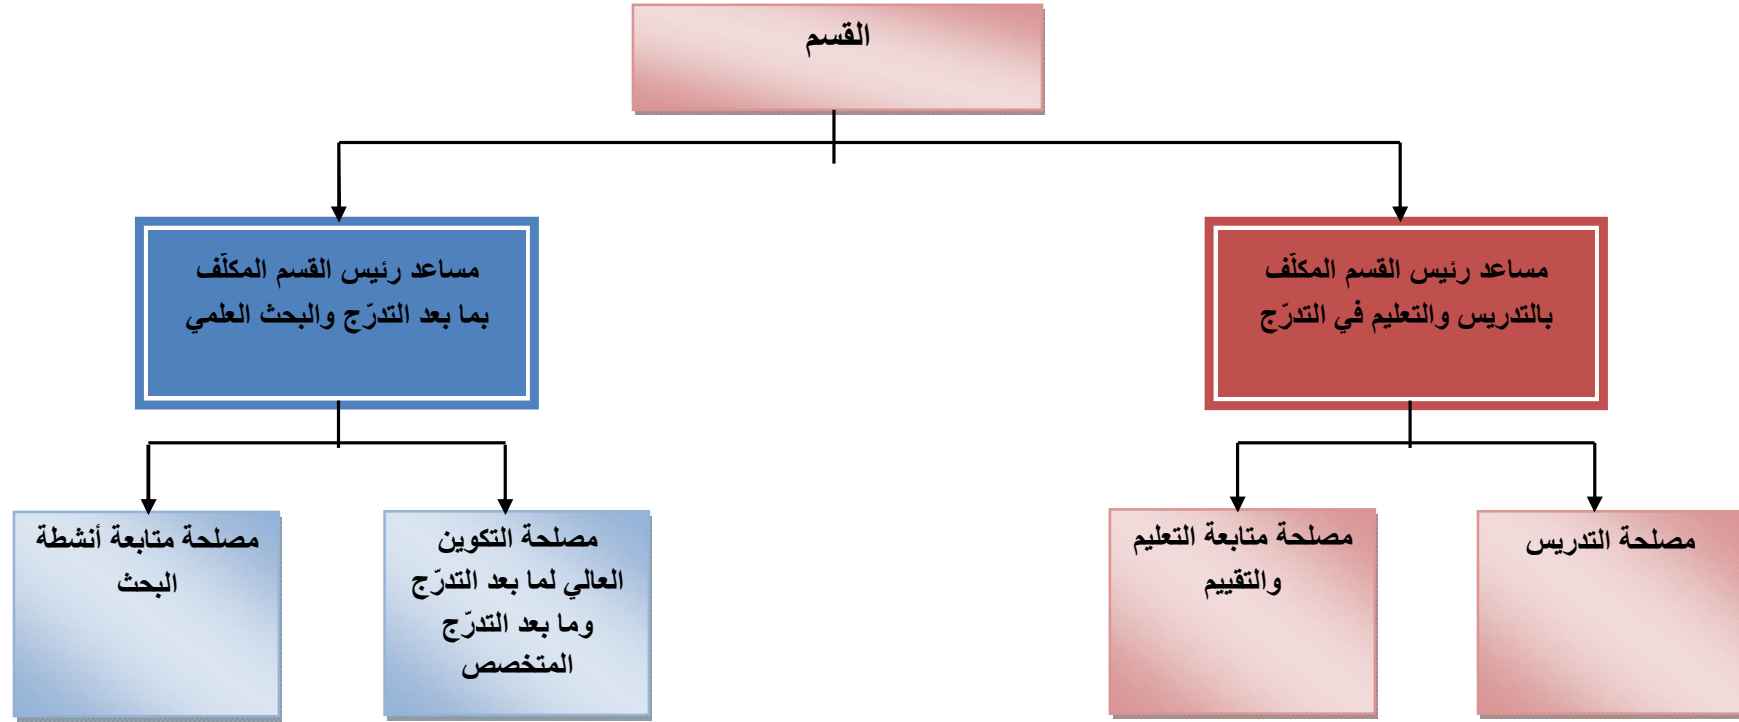 القسم
مساعد رئيس القسم المكلّف
بالتدريس والتعليم في التدرّج
مساعد رئيس القسم المكلّف
بما بعد التدرّج والبحث العلمي
مصلحة التدريس
مصلحة متابعة التعليم
والتقييم
مصلحة التكوين
العالي لما بعد التدرّج
وما بعد التدرّج
المتخصص
مصلحة متابعة أنشطة
البحث